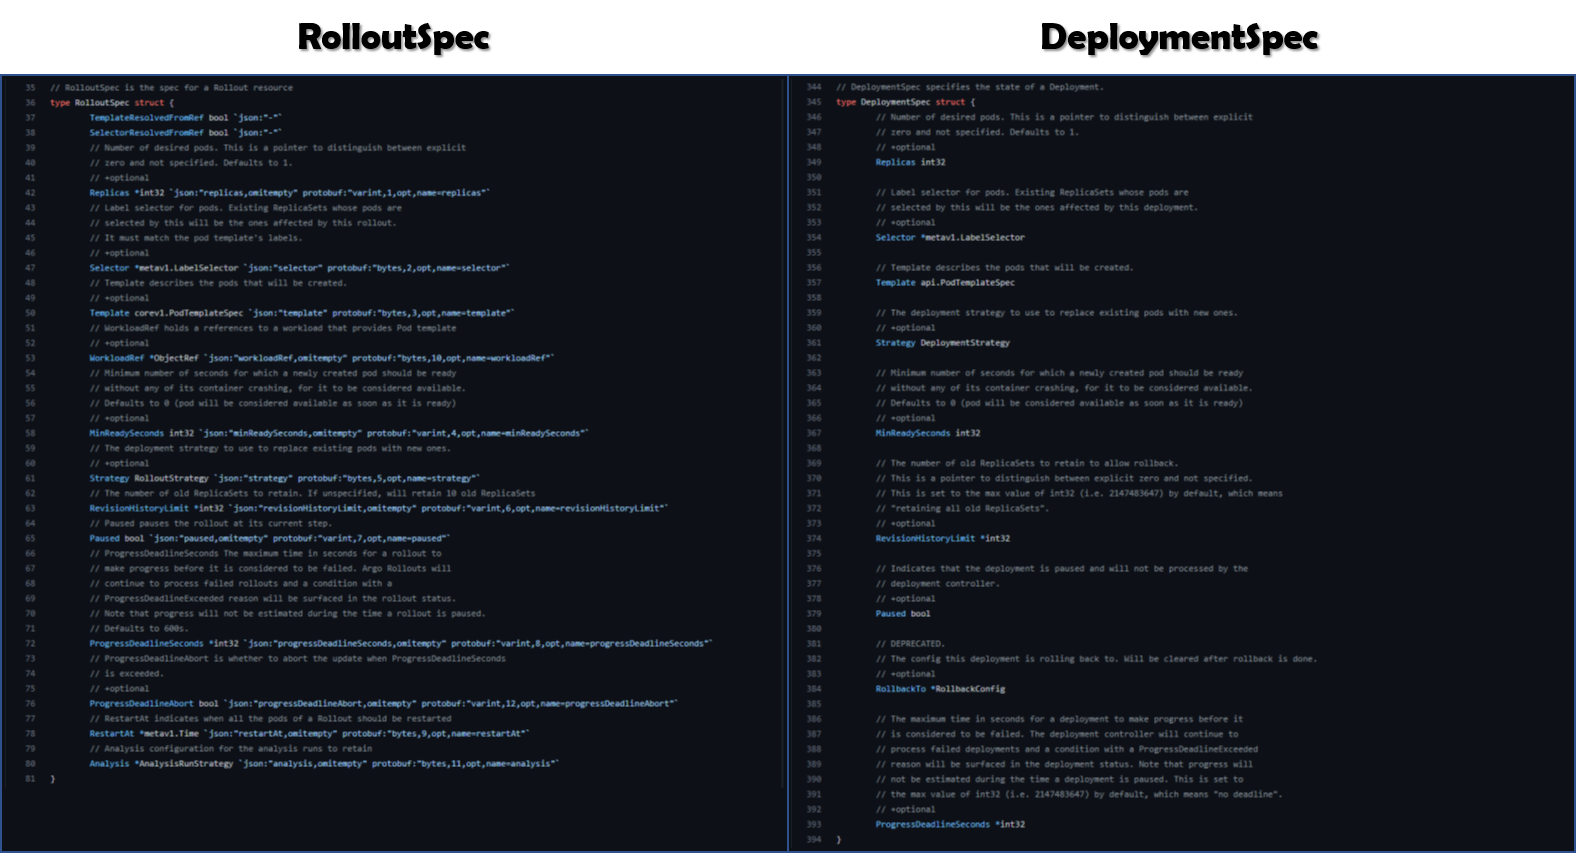 RolloutSpec
35 // RolloutSpec is the spec for a Rollout resource
36 type RolloutSpec struct {
37 TemplateResolvedFromRef bool `json:"-"`
38 SelectorResolvedFromRef bool `json:"-"`
39 // Number of desired pods. This is a pointer to distinguish between explicit
40 // zero and not specified. Defaults to 1.
41 // +optional
42 Replicas *int32 `json:"replicas,omitempty" protobuf:"varint,1,opt,name=replicas"`
43 // Label selector for pods. Existing ReplicaSets whose pods are
44 // selected by this will be the ones affected by this rollout.
45 // It must match the pod template's labels.
46 // +optional
47 Selector *metav1.LabelSelector `json:"selector" protobuf:"bytes,2,opt,name=selector"`
48 // Template describes the pods that will be created.
49 // +optional
50 Template corev1.PodTemplateSpec `json:"template" protobuf:"bytes,3,opt,name=template"`
51 // WorkloadRef holds a references to a workload that provides Pod template
52 // +optional
53 WorkloadRef *ObjectRef `json:"workloadRef,omitempty" protobuf:"bytes,10,opt,name=workloadRef"`
54 // Minimum number of seconds for which a newly created pod should be ready
55 // without any of its container crashing, for it to be considered available.
56 // Defaults to 0 (pod will be considered available as soon as it is ready)
57 // +optional
58 MinReadySeconds int32 `json:"minReadySeconds,omitempty" protobuf:"varint,4,opt,name=minReadySeconds"`
59 // The deployment strategy to use to replace existing pods with new ones.
60 // +optional
61 Strategy RolloutStrategy `json:"strategy" protobuf:"bytes,5,opt,name=strategy"`
62 // The number of old ReplicaSets to retain. If unspecified, will retain 10 old ReplicaSets
63 RevisionHistoryLimit *int32 `json:"revisionHistoryLimit,omitempty" protobuf:"varint,6,opt,name=revisionHistoryLimit"`
64 // Paused pauses the rollout at its current step.
65 Paused bool `json:"paused,omitempty" protobuf:"varint,7,opt,name=paused"`
66 // ProgressDeadlineSeconds The maximum time in seconds for a rollout to
67 // make progress before it is considered to be failed. Argo Rollouts will
68 // continue to process failed rollouts and a condition with a
69 // ProgressDeadlineExceeded reason will be surfaced in the rollout status.
70 // Note that progress will not be estimated during the time a rollout is paused.
71 // Defaults to 600s.
72 ProgressDeadlineSeconds *int32 `json:"progressDeadlineSeconds,omitempty" protobuf:"varint,8,opt,name=progressDeadlineSeconds"`
73 // ProgressDeadlineAbort is whether to abort the update when ProgressDeadlineSeconds
74 // is exceeded.
75 // +optional
76 ProgressDeadlineAbort bool `json:"progressDeadlineAbort,omitempty" protobuf:"varint,12,opt,name=progressDeadlineAbort"`
77 // RestartAt indicates when all the pods of a Rollout should be restarted
78 RestartAt *metav1.Time `json:"restartAt,omitempty" protobuf:"bytes,9,opt,name=restartAt"`
79 // Analysis configuration for the analysis runs to retain
80 Analysis *AnalysisRunStrategy `json:"analysis,omitempty" protobuf:"bytes,11,opt,name=analysis"`
81 }
DeploymentSpec
344 // DeploymentSpec specifies the state of a Deployment.
345 type DeploymentSpec struct {
346 // Number of desired pods. This is a pointer to distinguish between explicit
347 // zero and not specified. Defaults to 1.
348 // +optional
349 Replicas int32
350
351 // Label selector for pods. Existing ReplicaSets whose pods are
352 // selected by this will be the ones affected by this deployment.
353 // +optional
354 Selector *metav1.LabelSelector
355
356 // Template describes the pods that will be created.
357 Template api.PodTemplateSpec
358
359 // The deployment strategy to use to replace existing pods with new ones.
360 // +optional
361 Strategy DeploymentStrategy
362
363 // Minimum number of seconds for which a newly created pod should be ready
364 // without any of its container crashing, for it to be considered available.
365 // Defaults to 0 (pod will be considered available as soon as it is ready)
366 // +optional
367 MinReadySeconds int32
368
369 // The number of old ReplicaSets to retain to allow rollback.
370 // This is a pointer to distinguish between explicit zero and not specified.
371 // This is set to the max value of int32 (i.e. 2147483647) by default, which means
372 // "retaining all old ReplicaSets".
373 // +optional
374 RevisionHistoryLimit *int32
375
376 // Indicates that the deployment is paused and will not be processed by the
377 // deployment controller.
378 // +optional
379 Paused bool
380
381 // DEPRECATED.
382 // The config this deployment is rolling back to. Will be cleared after rollback is done.
383 // +optional
384 RollbackTo *RollbackConfig
385
386 // The maximum time in seconds for a deployment to make progress before it
387 // is considered to be failed. The deployment controller will continue to
388 // process failed deployments and a condition with a ProgressDeadlineExceeded
389 // reason will be surfaced in the deployment status. Note that progress will
390 // not be estimated during the time a deployment is paused. This is set to
391 // the max value of int32 (i.e. 2147483647) by default, which means "no deadline".
392 // +optional
393 ProgressDeadlineSeconds *int32
394 }